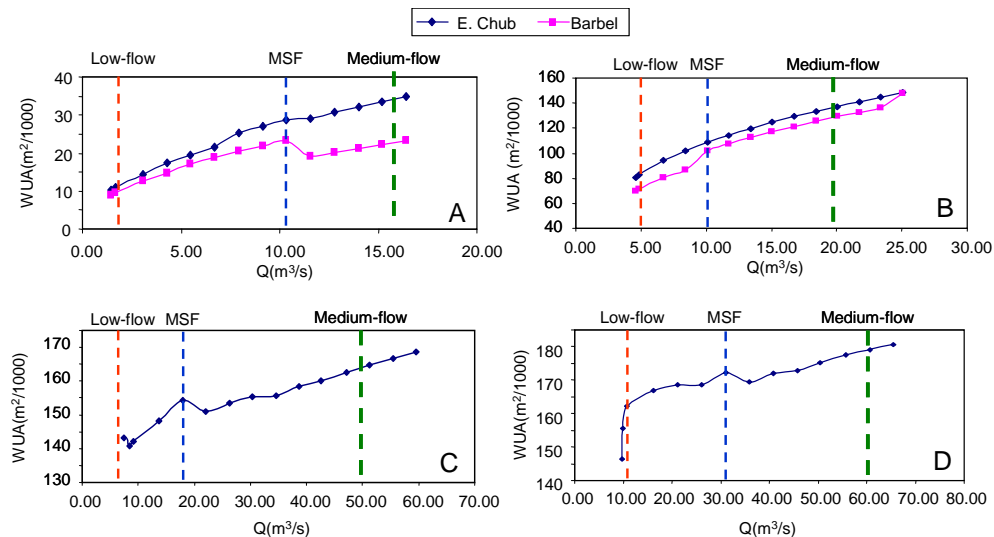 E. Chub Barbel
Low-flow MSF Medium-flow
40
30
20
10
0
WUA(m²/1000)
A
0.00 5.00 10.00 15.00 20.00
Q(m³/s)
Low-flow MSF Medium-flow
160
140
120
100
80
60
40
WUA (m²/1000)
B
0.00 5.00 10.00 15.00 20.00 25.00 30.00
Q(m³/s)
Low-flow MSF Medium-flow
170
160
150
140
130
WUA(m²/1000)
C
0.00 10.00 20.00 30.00 40.00 50.00 60.00 70.00
Q(m³/s)
Low-flow MSF Medium-flow
180
170
160
150
140
WUA(m²/1000)
D
0.00 10.00 20.00 30.00 40.00 50.00 60.00 70.00 80.00
Q(m³/s)